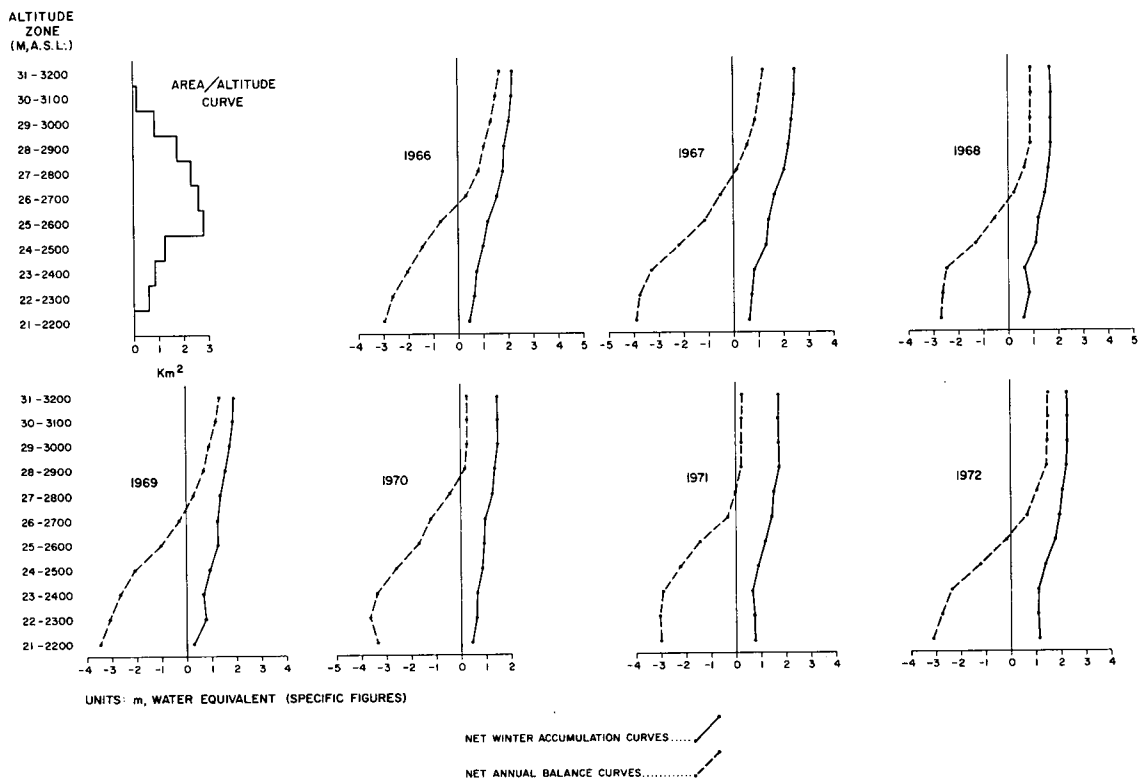 ALTITUDE
ZONE
(M,A.S.L.:)
31-3200
30-3100
29-3000
28-2900
27-2800
26-2700
25-2600
24-2500
23-2400
22-2300
21-2200
AREA/ALTITUDE
CURVE
0 1 2 3
Km2
1966
-4 -3 -2 -1 0 1 2 3 4 5
1967
-5 -4 -3 -2 -1 0 1 2 3 4
1968
-4 -3 -2 -1 0 1 2 3 4 5
31-3200
30-3100
29-3000
28-2900
27-2800
26-2700
25-2600
24-2500
23-2400
22-2300
21-2200
1969
-4 -3 -2 -1 0 1 2 3 4
1970
-5 -4 -3 -2 -1 0 1 2
1971
-4 -3 -2 -1 0 1 2 3 4
1972
-4 -3 -2 -1 0 1 2 3 4
UNITS: m, WATER EQUIVALENT (SPECIFIC FIGURES)
NET WINTER ACCUMULATION CURVES.....
NET ANNUAL BALANCE CURVES............